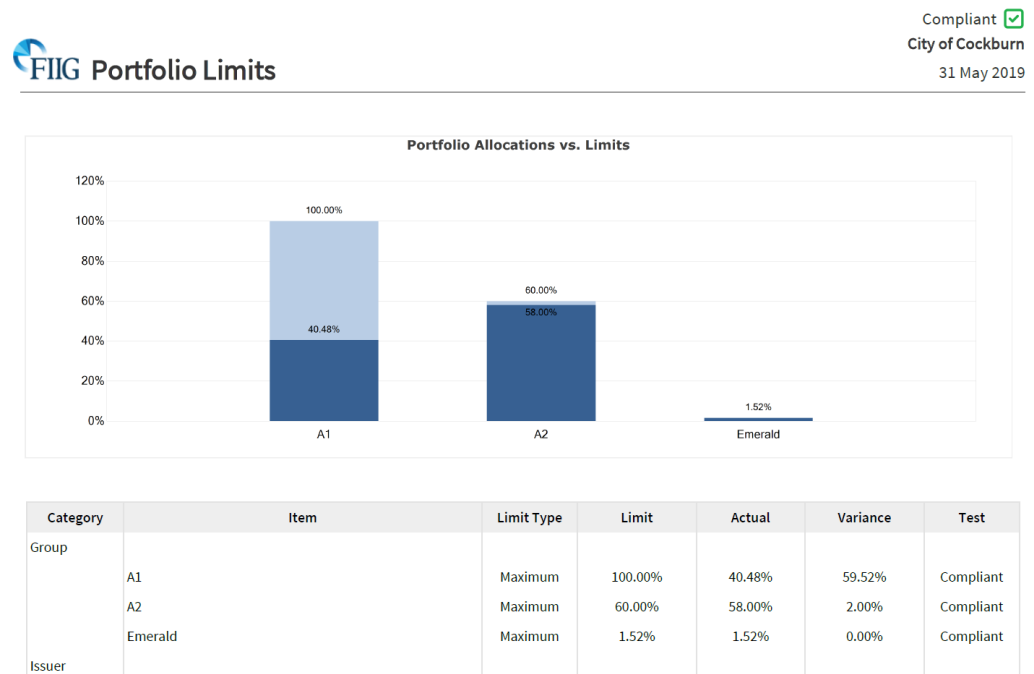 Compliant
City of Cockburn
FIIG Portfolio Limits
31 May 2019
Portfolio Allocations vs. Limits
120%
100%
80%
60%
40%
20%
0%
100.00%
40.48%
60.00%
58.00%
1.52%
A1 A2 Emerald
Category Item Limit Type Limit Actual Variance Test
Group
A1 Maximum 100.00% 40.48% 59.52% Compliant
A2 Maximum 60.00% 58.00% 2.00% Compliant
Emerald Maximum 1.52% 1.52% 0.00% Compliant
Issuer